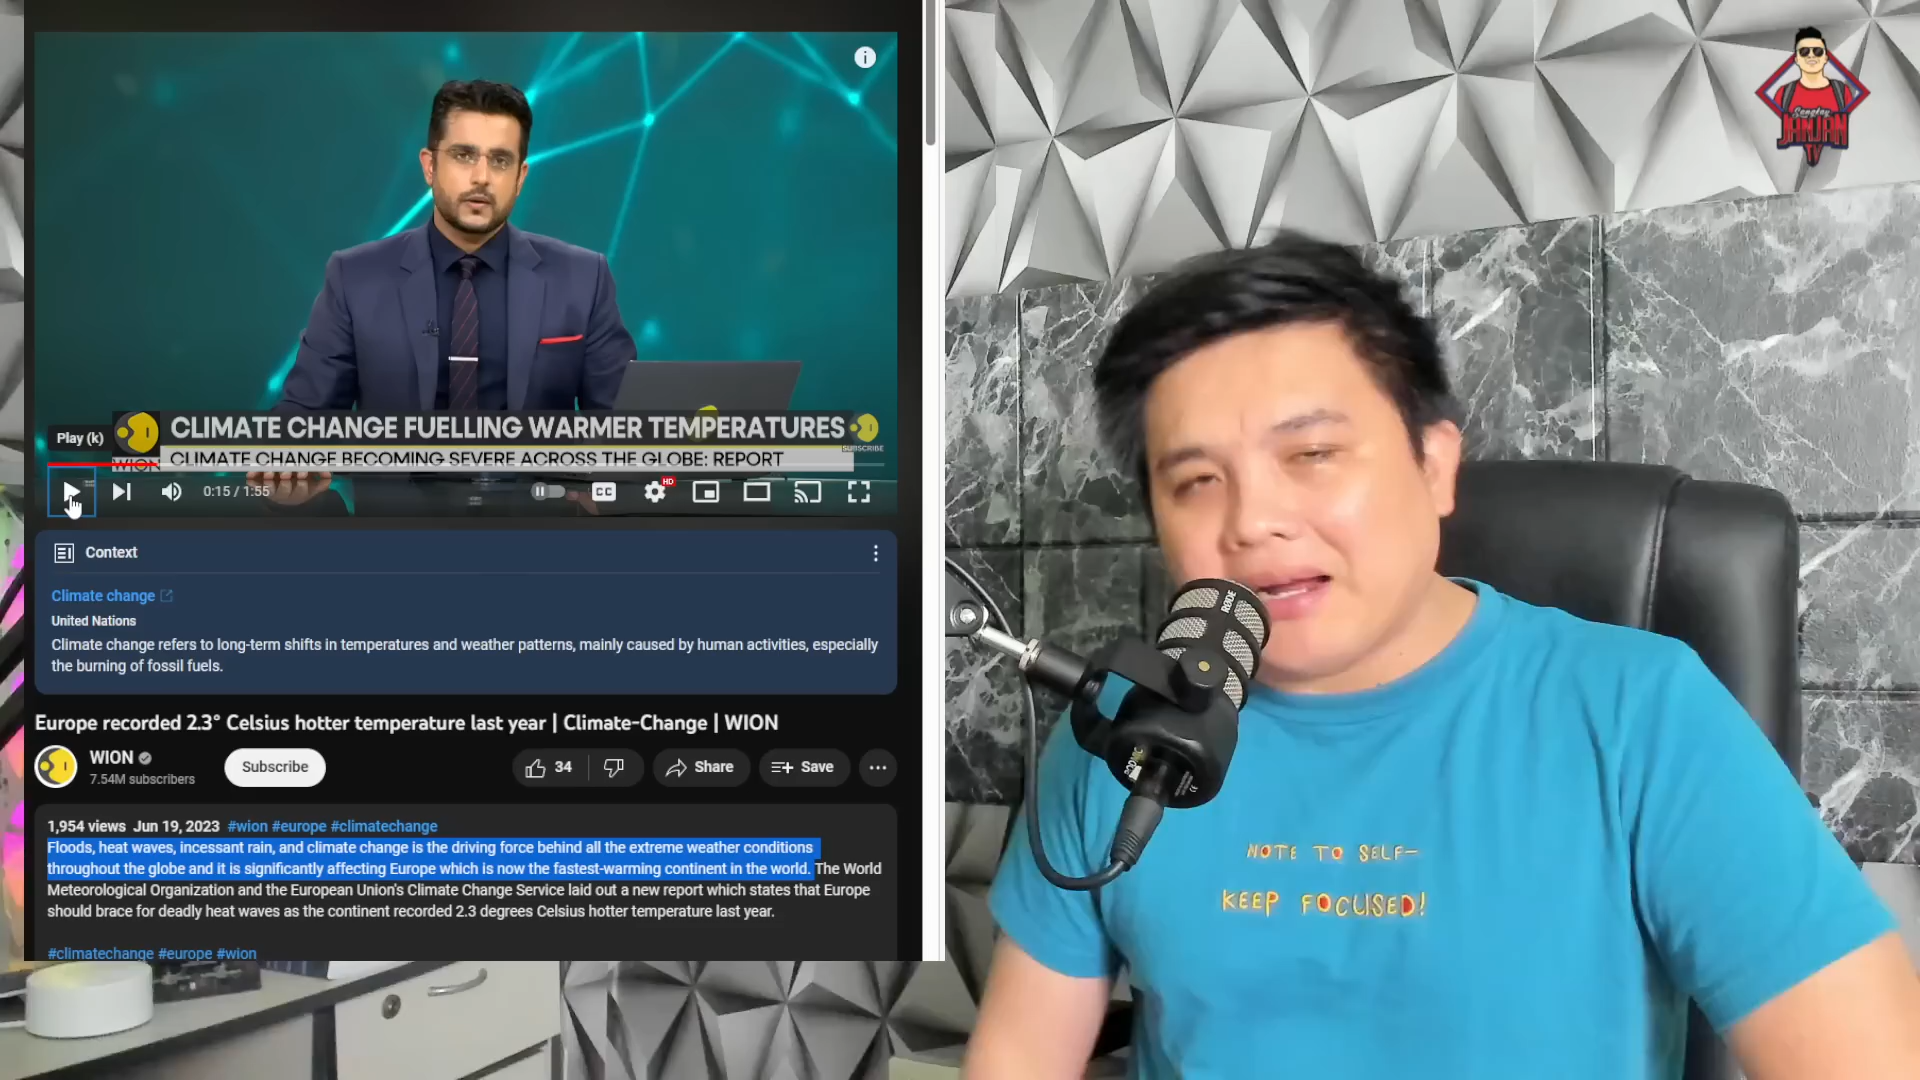 CLIMATE CHANGE FUELLING WARMER TEMPERATURES
SUBSCRIBE
Play (k)
WION
CLIMATE CHANGE BECOMING SEVERE ACROSS THE GLOBE: REPORT
0:15 / 1:55
CC
HD
Context
Climate change
United Nations
Climate change refers to long-term shifts in temperatures and weather patterns, mainly caused by human activities, especially
the burning of fossil fuels.
Europe recorded 2.3° Celsius hotter temperature last year | Climate-Change | WION
WION
7.54M subscribers
Subscribe
34
Share
Save
1,954 views Jun 19, 2023 #wion #europe #climatechange
Floods, heat waves, incessant rain, and climate change is the driving force behind all the extreme weather conditions
throughout the globe and it is significantly affecting Europe which is now the fastest-warming continent in the world. The World
Meteorological Organization and the European Union's Climate Change Service laid out a new report which states that Europe
should brace for deadly heat waves as the continent recorded 2.3 degrees Celsius hotter temperature last year.
#climatechange #europe #wion
JANJAN
TV
RØDE
NOTE TO SELF—
KEEP FOCUSED!